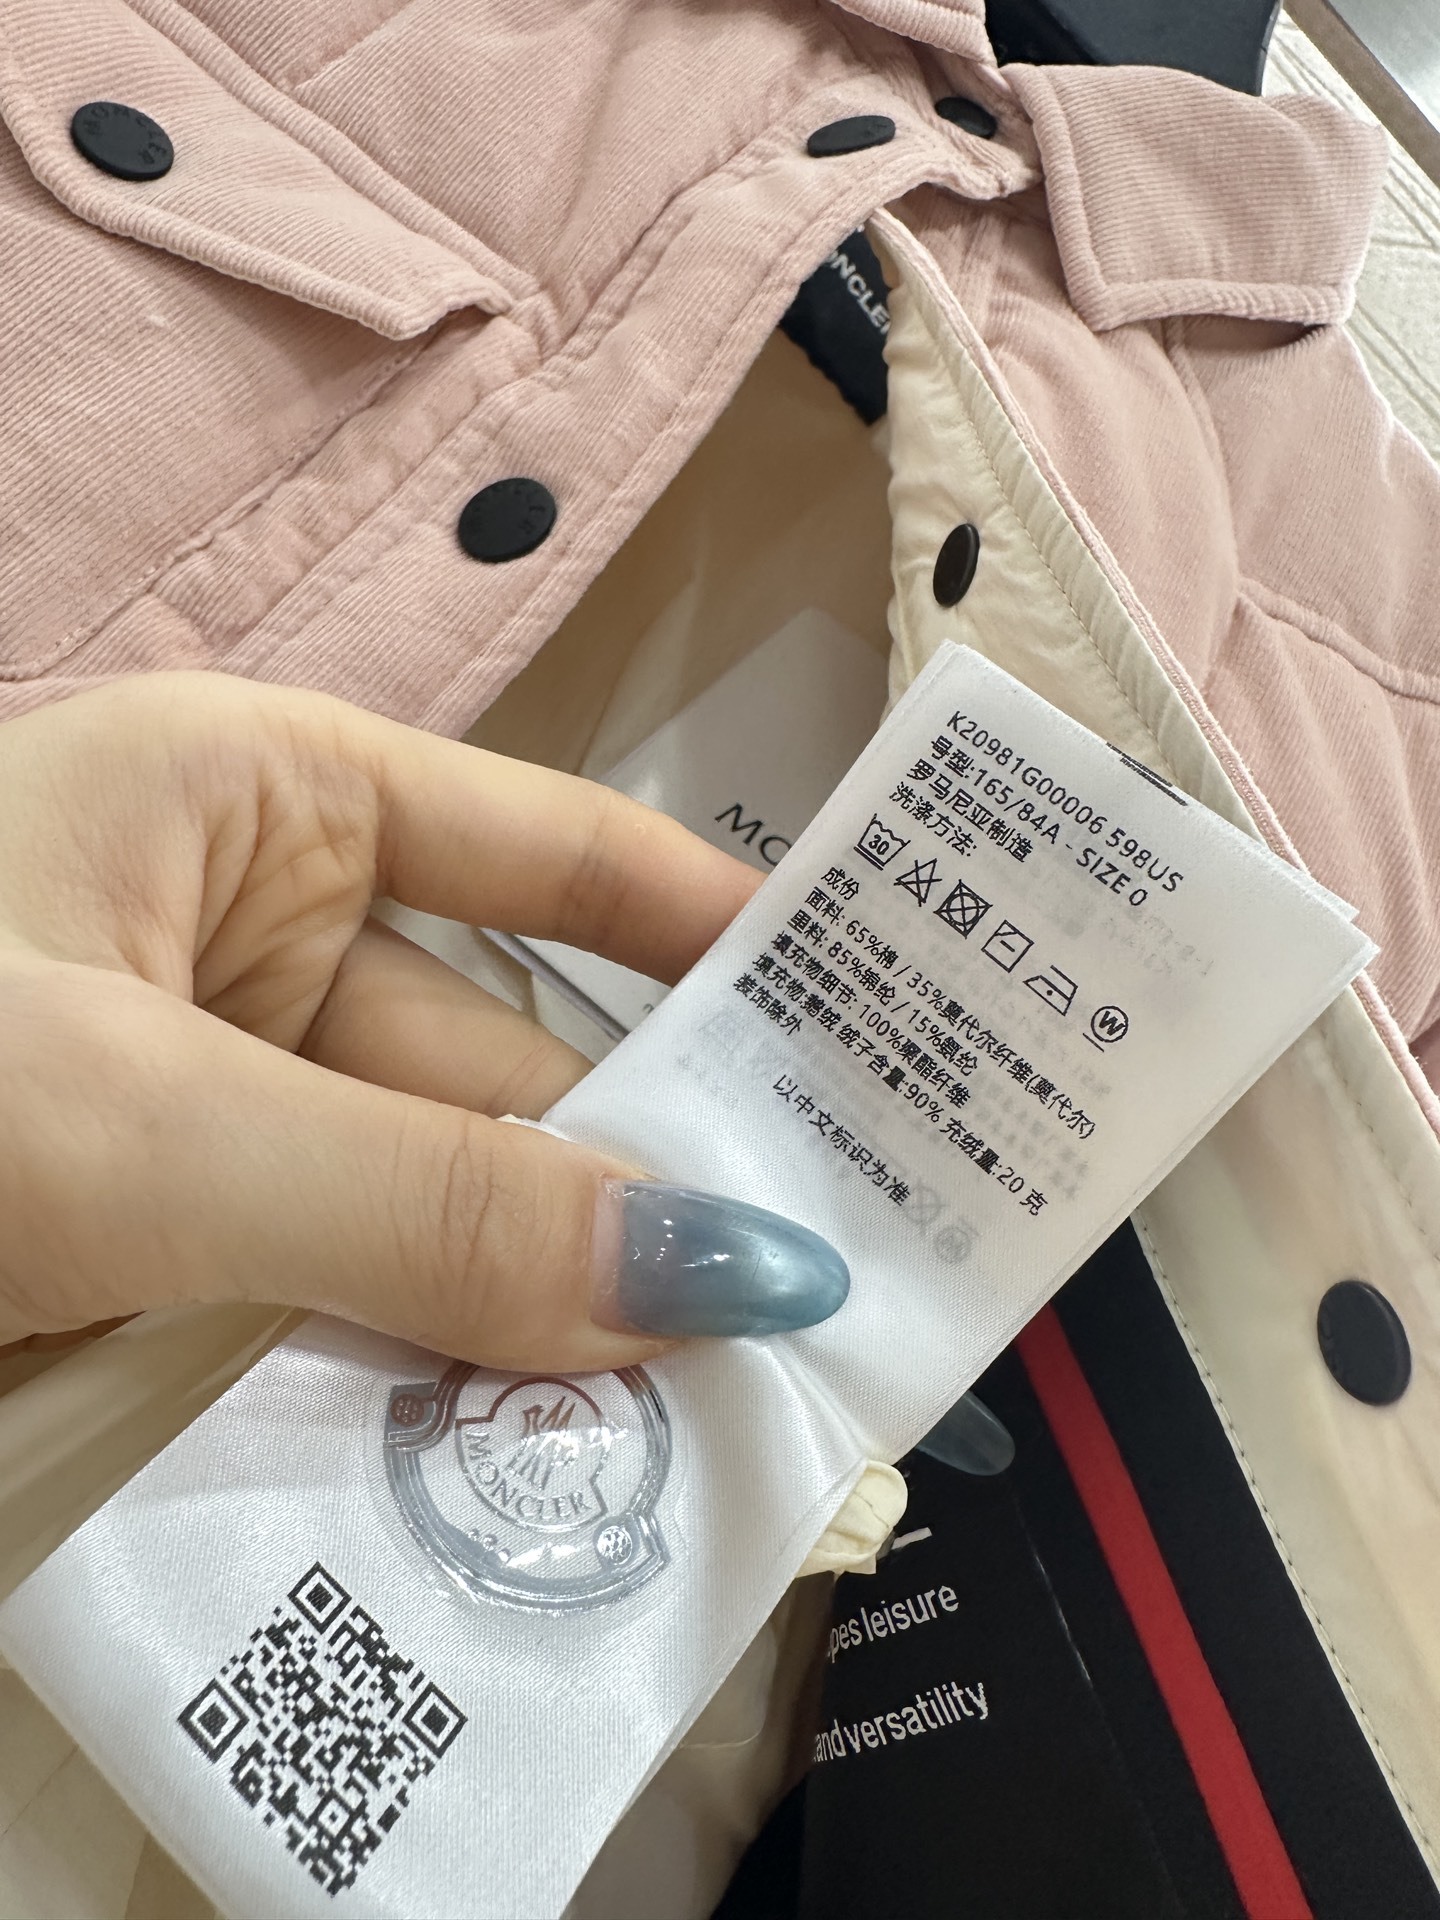 MONCLER
MONCLER
ONCLER
MONCLER
MO
K20981G00006 598US
号型:165/84A - SIZE 0
罗马尼亚制造
洗涤方法:
30
W
成份
面料: 65%棉 / 35%莫代尔纤维(莫代尔)
里料: 85%锦纶 / 15%氨纶
填充物细节: 100%聚酯纤维
填充物:鹅绒 绒子含量:90% 充绒量:20 克
装饰除外
以中文标识为准
MONCLER
leisure
and versatility